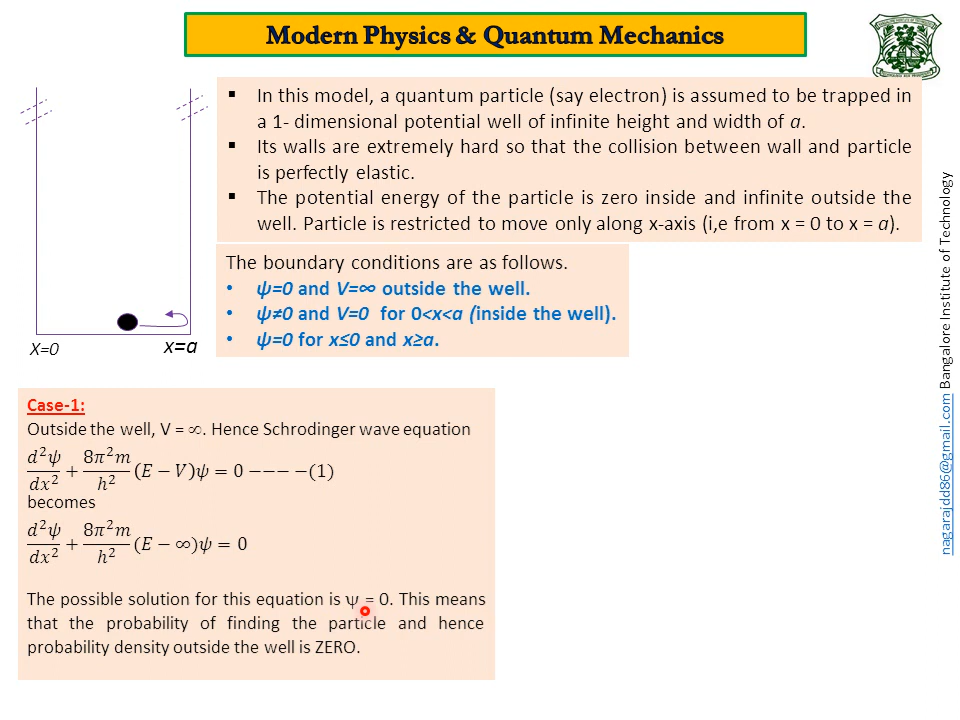 Modern Physics & Quantum Mechanics
▪ In this model, a quantum particle (say electron) is assumed to be trapped in
a 1- dimensional potential well of infinite height and width of a.
▪ Its walls are extremely hard so that the collision between wall and particle
is perfectly elastic.
▪ The potential energy of the particle is zero inside and infinite outside the
well. Particle is restricted to move only along x-axis (i,e from x = 0 to x = a).
The boundary conditions are as follows.
• ψ=0 and V=∞ outside the well.
• ψ≠0 and V=0 for 0<x<a (inside the well).
• ψ=0 for x≤0 and x≥a.
X=0
x=a
Case-1:
Outside the well, V = ∞. Hence Schrodinger wave equation
d²ψ/dx² + 8π²m/h² (E − V)ψ = 0 −−− −(1)
becomes
d²ψ/dx² + 8π²m/h² (E − ∞)ψ = 0
The possible solution for this equation is ψ = 0. This means
that the probability of finding the particle and hence
probability density outside the well is ZERO.
nagarajdd86@gmail.com Bangalore Institute of Technology